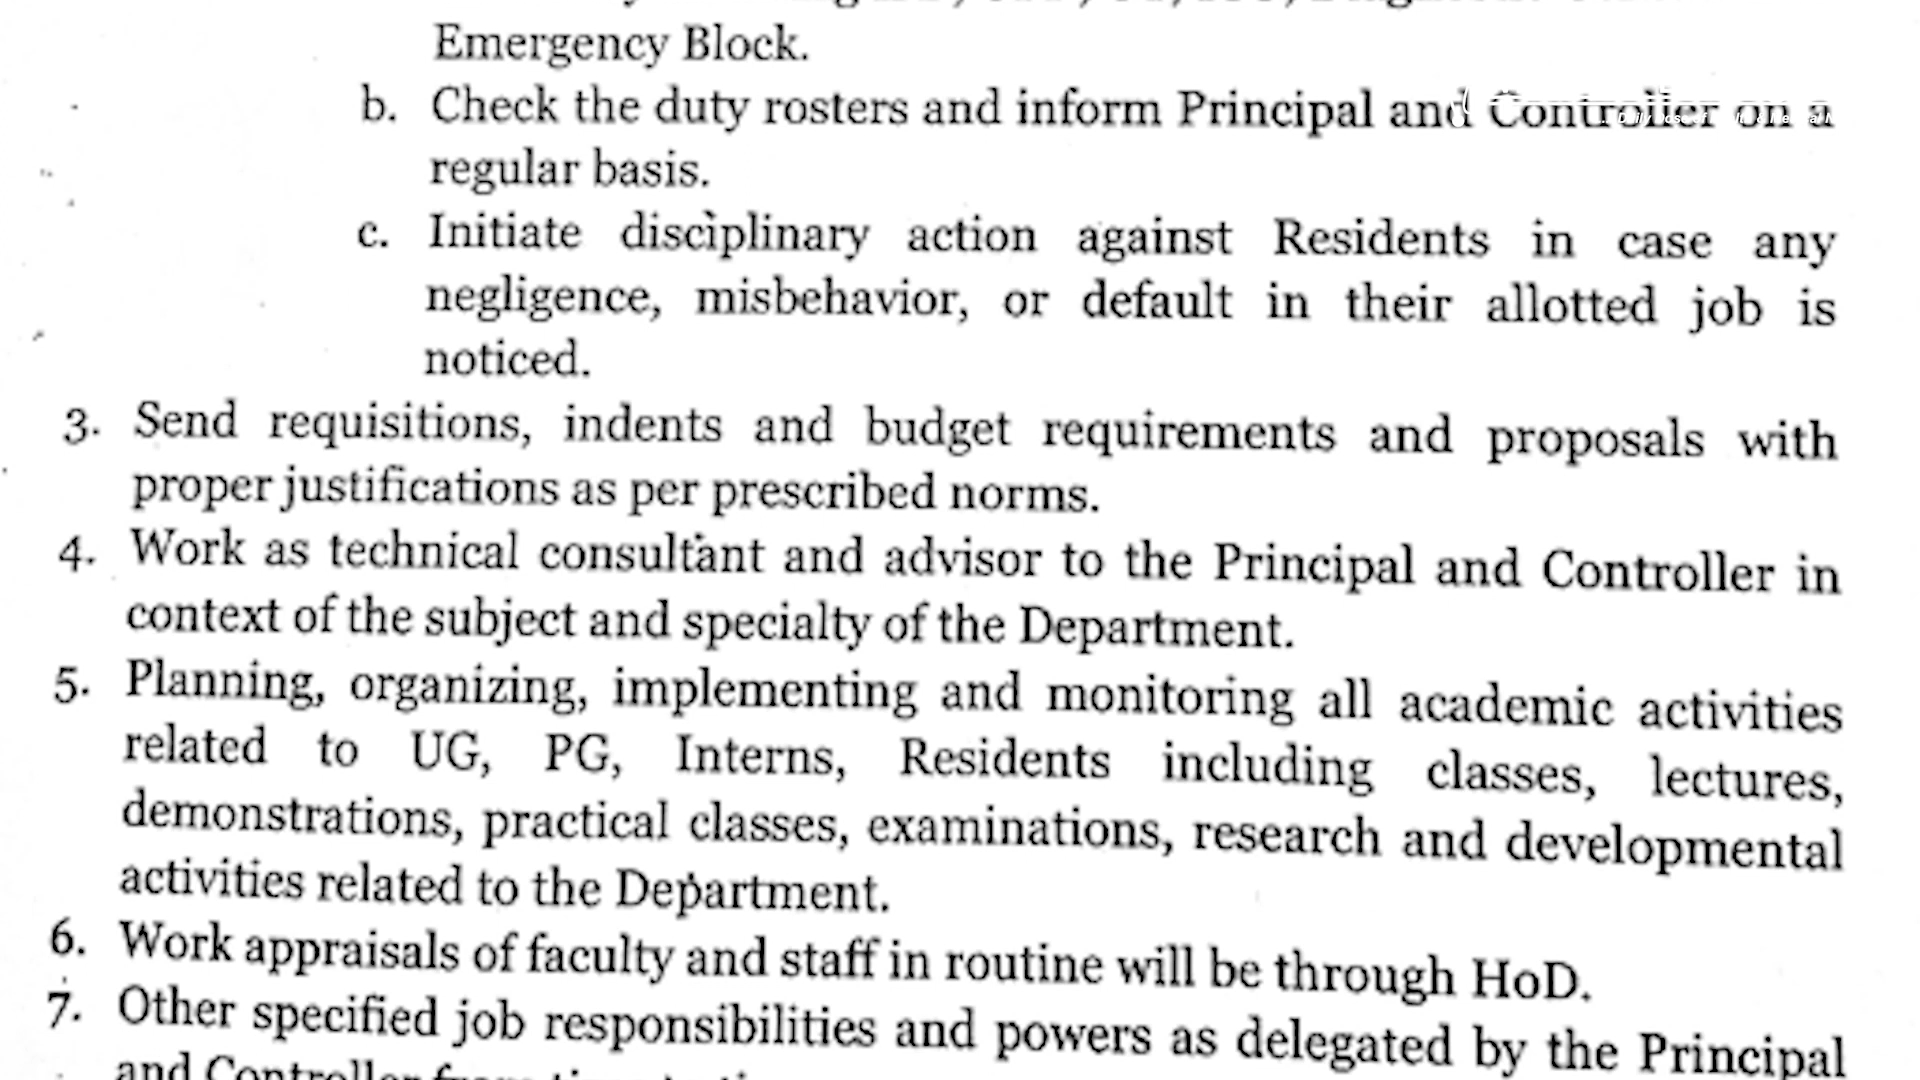 Emergency Block.
b. Check the duty rosters and inform Principal and Controller on a
regular basis.
c. Initiate disciplinary action against Residents in case any
negligence, misbehavior, or default in their allotted job is
noticed.
3. Send requisitions, indents and budget requirements and proposals with
proper justifications as per prescribed norms.
4. Work as technical consultant and advisor to the Principal and Controller in
context of the subject and specialty of the Department.
5. Planning, organizing, implementing and monitoring all academic activities
related to UG, PG, Interns, Residents including classes, lectures,
demonstrations, practical classes, examinations, research and developmental
activities related to the Department.
6. Work appraisals of faculty and staff in routine will be through HoD.
7. Other specified job responsibilities and powers as delegated by the Principal
and Controller from time